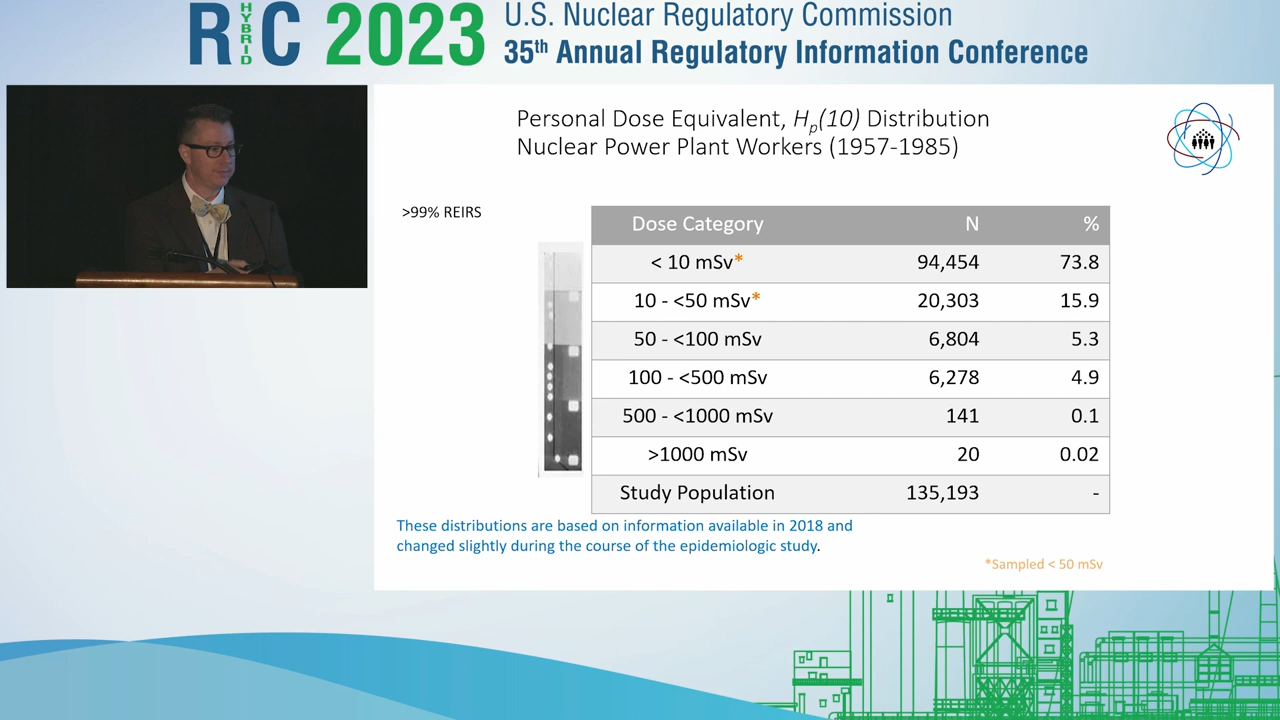 RIC 2023
HYBRID
U.S. Nuclear Regulatory Commission
35th Annual Regulatory Information Conference
Personal Dose Equivalent, Hp(10) Distribution
Nuclear Power Plant Workers (1957-1985)
>99% REIRS
Dose Category N %
< 10 mSv* 94,454 73.8
10 - <50 mSv* 20,303 15.9
50 - <100 mSv 6,804 5.3
100 - <500 mSv 6,278 4.9
500 - <1000 mSv 141 0.1
>1000 mSv 20 0.02
Study Population 135,193 -
These distributions are based on information available in 2018 and
changed slightly during the course of the epidemiologic study.
*Sampled < 50 mSv